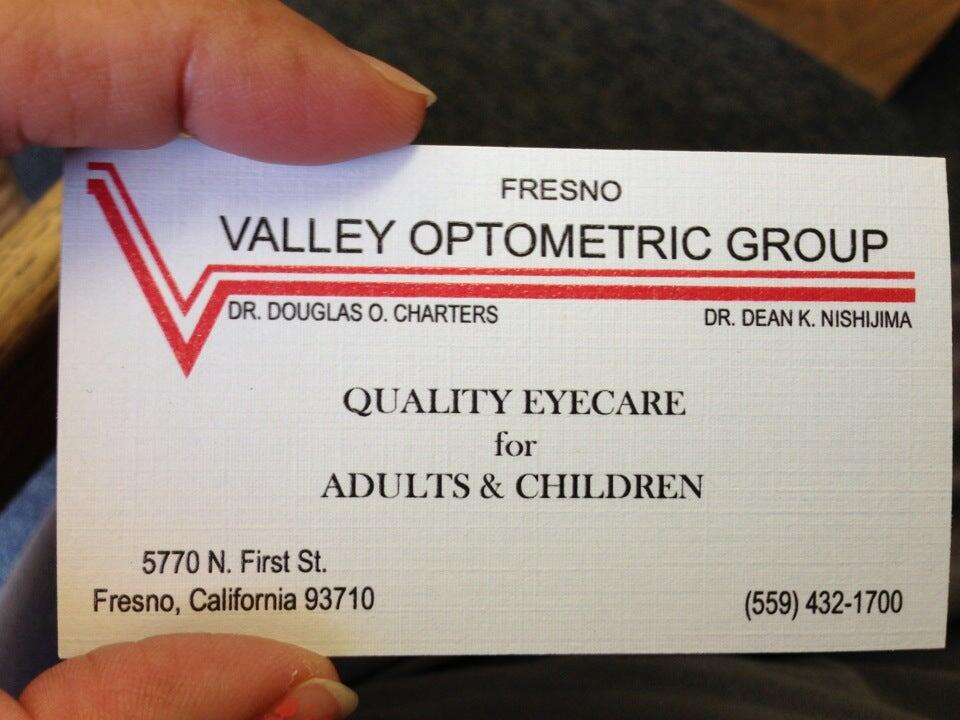 FRESNO
VALLEY OPTOMETRIC GROUP
DR. DOUGLAS O. CHARTERS DR. DEAN K. NISHIJIMA
QUALITY EYECARE
for
ADULTS & CHILDREN
5770 N. First St.
Fresno, California 93710
(559) 432-1700